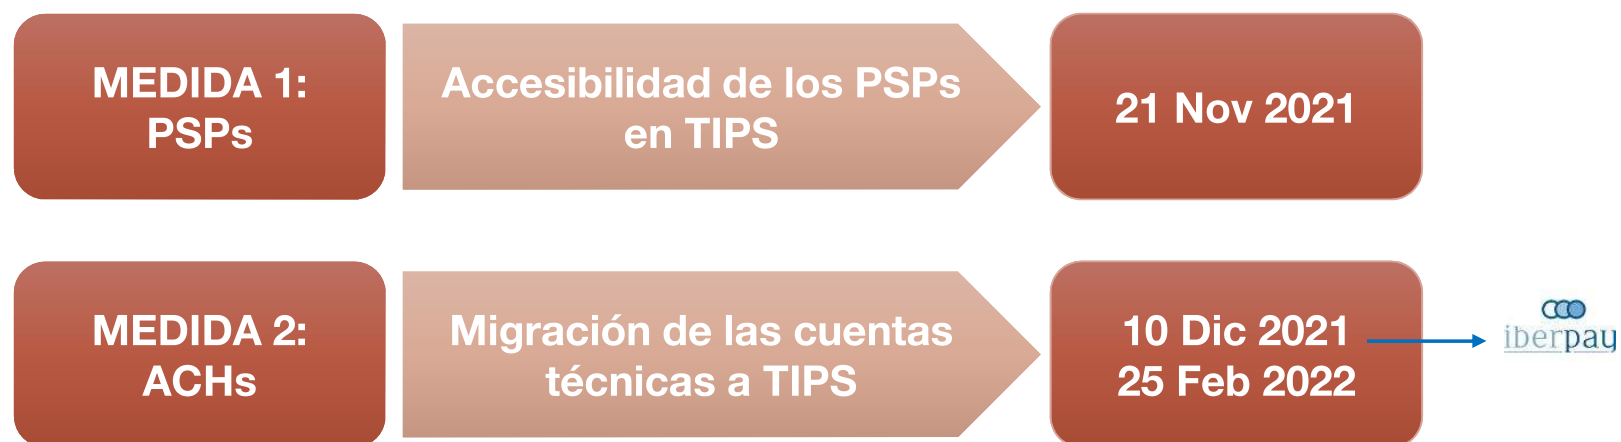 MEDIDA 1:
PSPs
Accesibilidad de los PSPs
en TIPS
21 Nov 2021
MEDIDA 2:
ACHs
Migración de las cuentas
técnicas a TIPS
10 Dic 2021
25 Feb 2022
iberpay